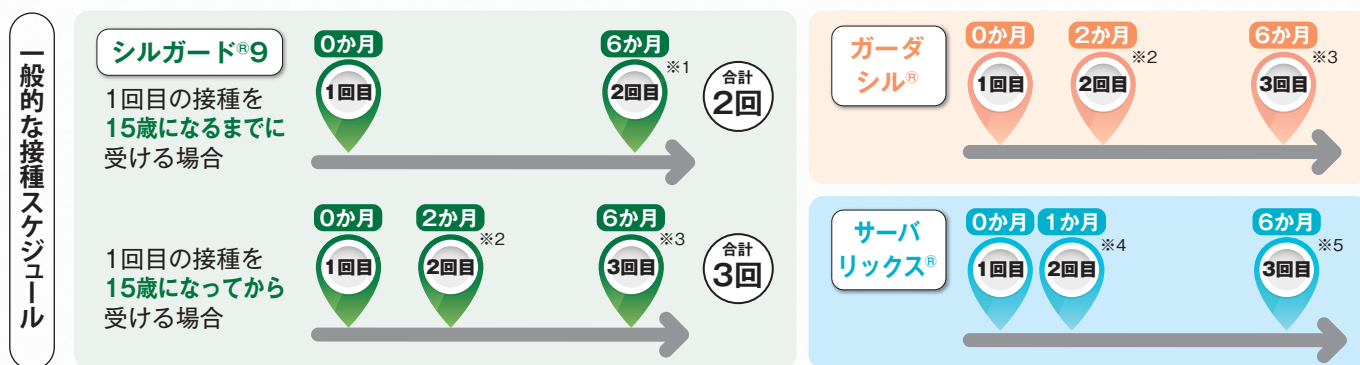 一般的な接種スケジュール
シルガード®9
1回目の接種を
15歳になるまでに
受ける場合
0か月
1回目
6か月
※1
2回目
合計
2回
1回目の接種を
15歳になってから
受ける場合
0か月
1回目
2か月
※2
2回目
6か月
※3
3回目
合計
3回
ガーダ
シル®
0か月
1回目
2か月
※2
2回目
6か月
※3
3回目
サーバ
リックス®
0か月
1回目
1か月
※4
2回目
6か月
※5
3回目